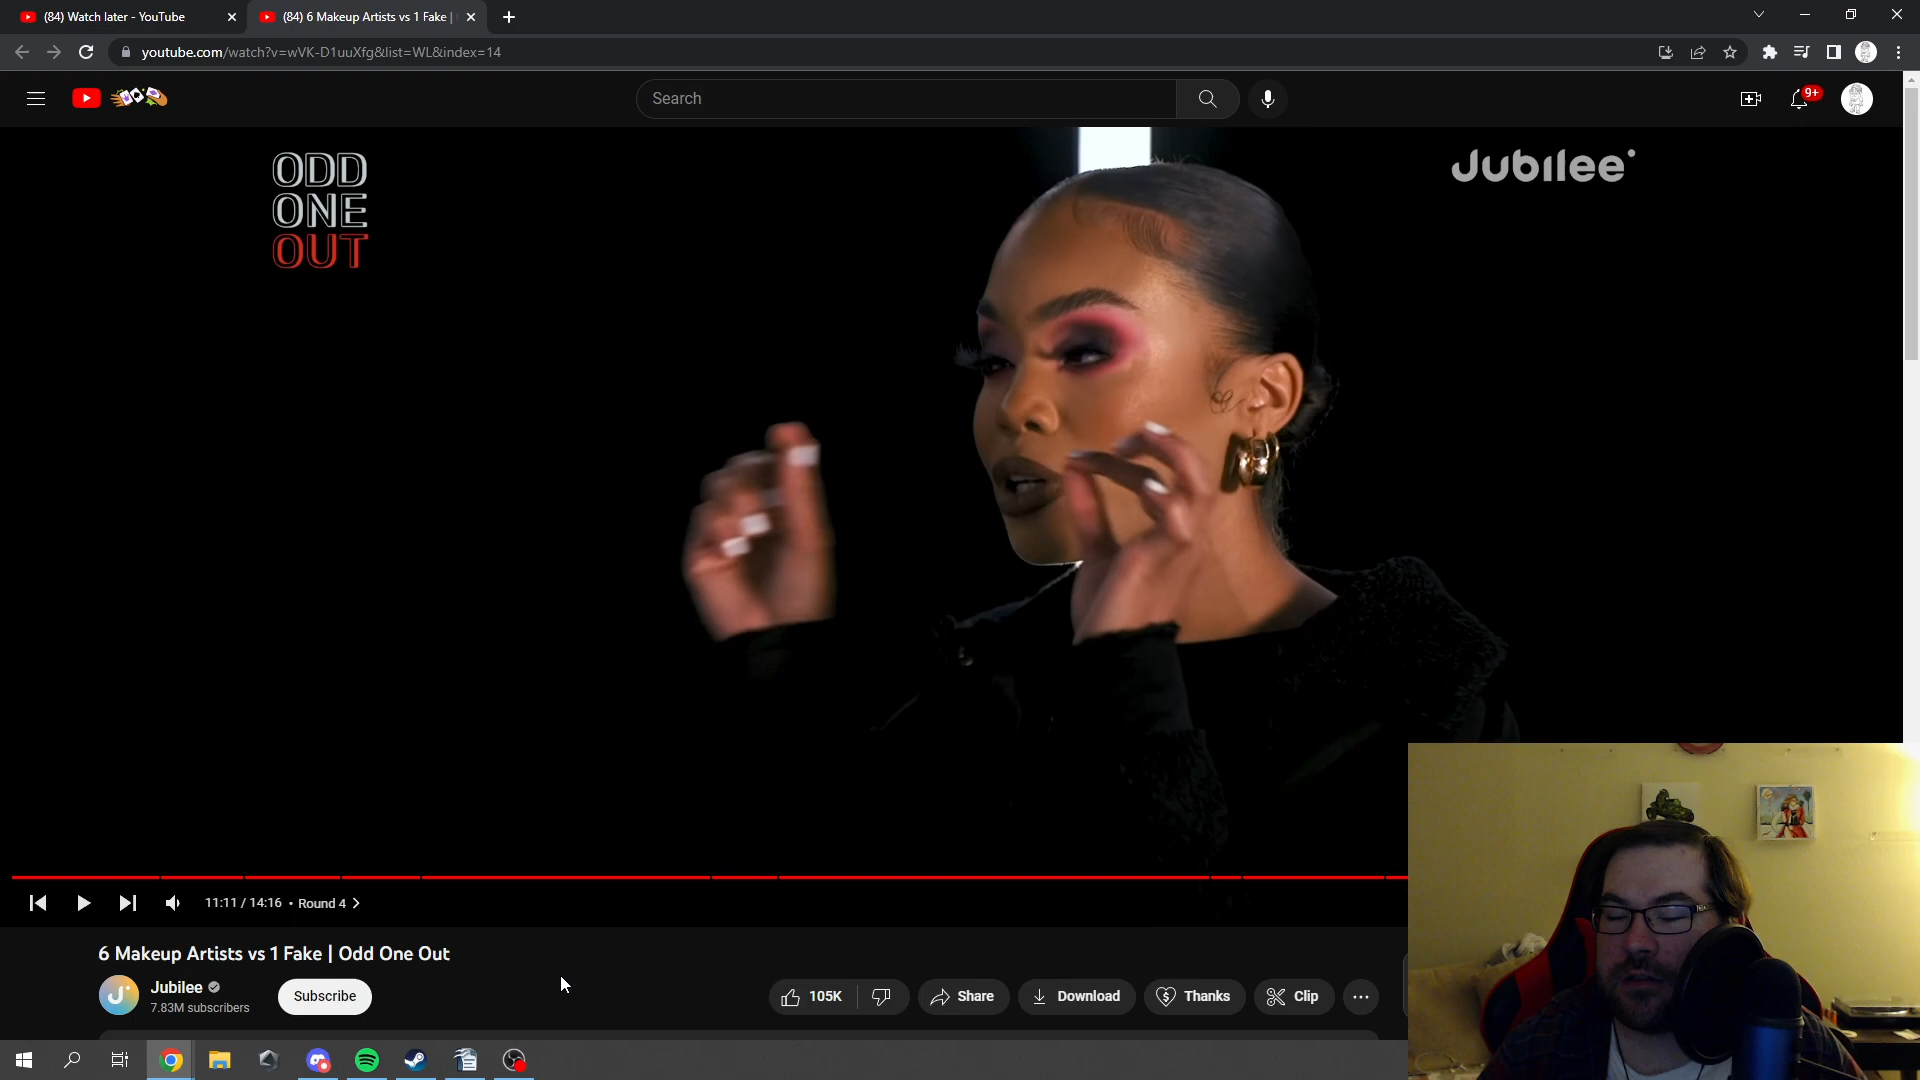 (84) Watch later - YouTube
(84) 6 Makeup Artists vs 1 Fake |
youtube.com/watch?v=wVK-D1uuXfg&list=WL&index=14
Search
9+
ODD
ONE
OUT
Jubilee
11:11 / 14:16 • Round 4
6 Makeup Artists vs 1 Fake | Odd One Out
Jubilee
7.83M subscribers
Subscribe
105K
Share
Download
Thanks
Clip